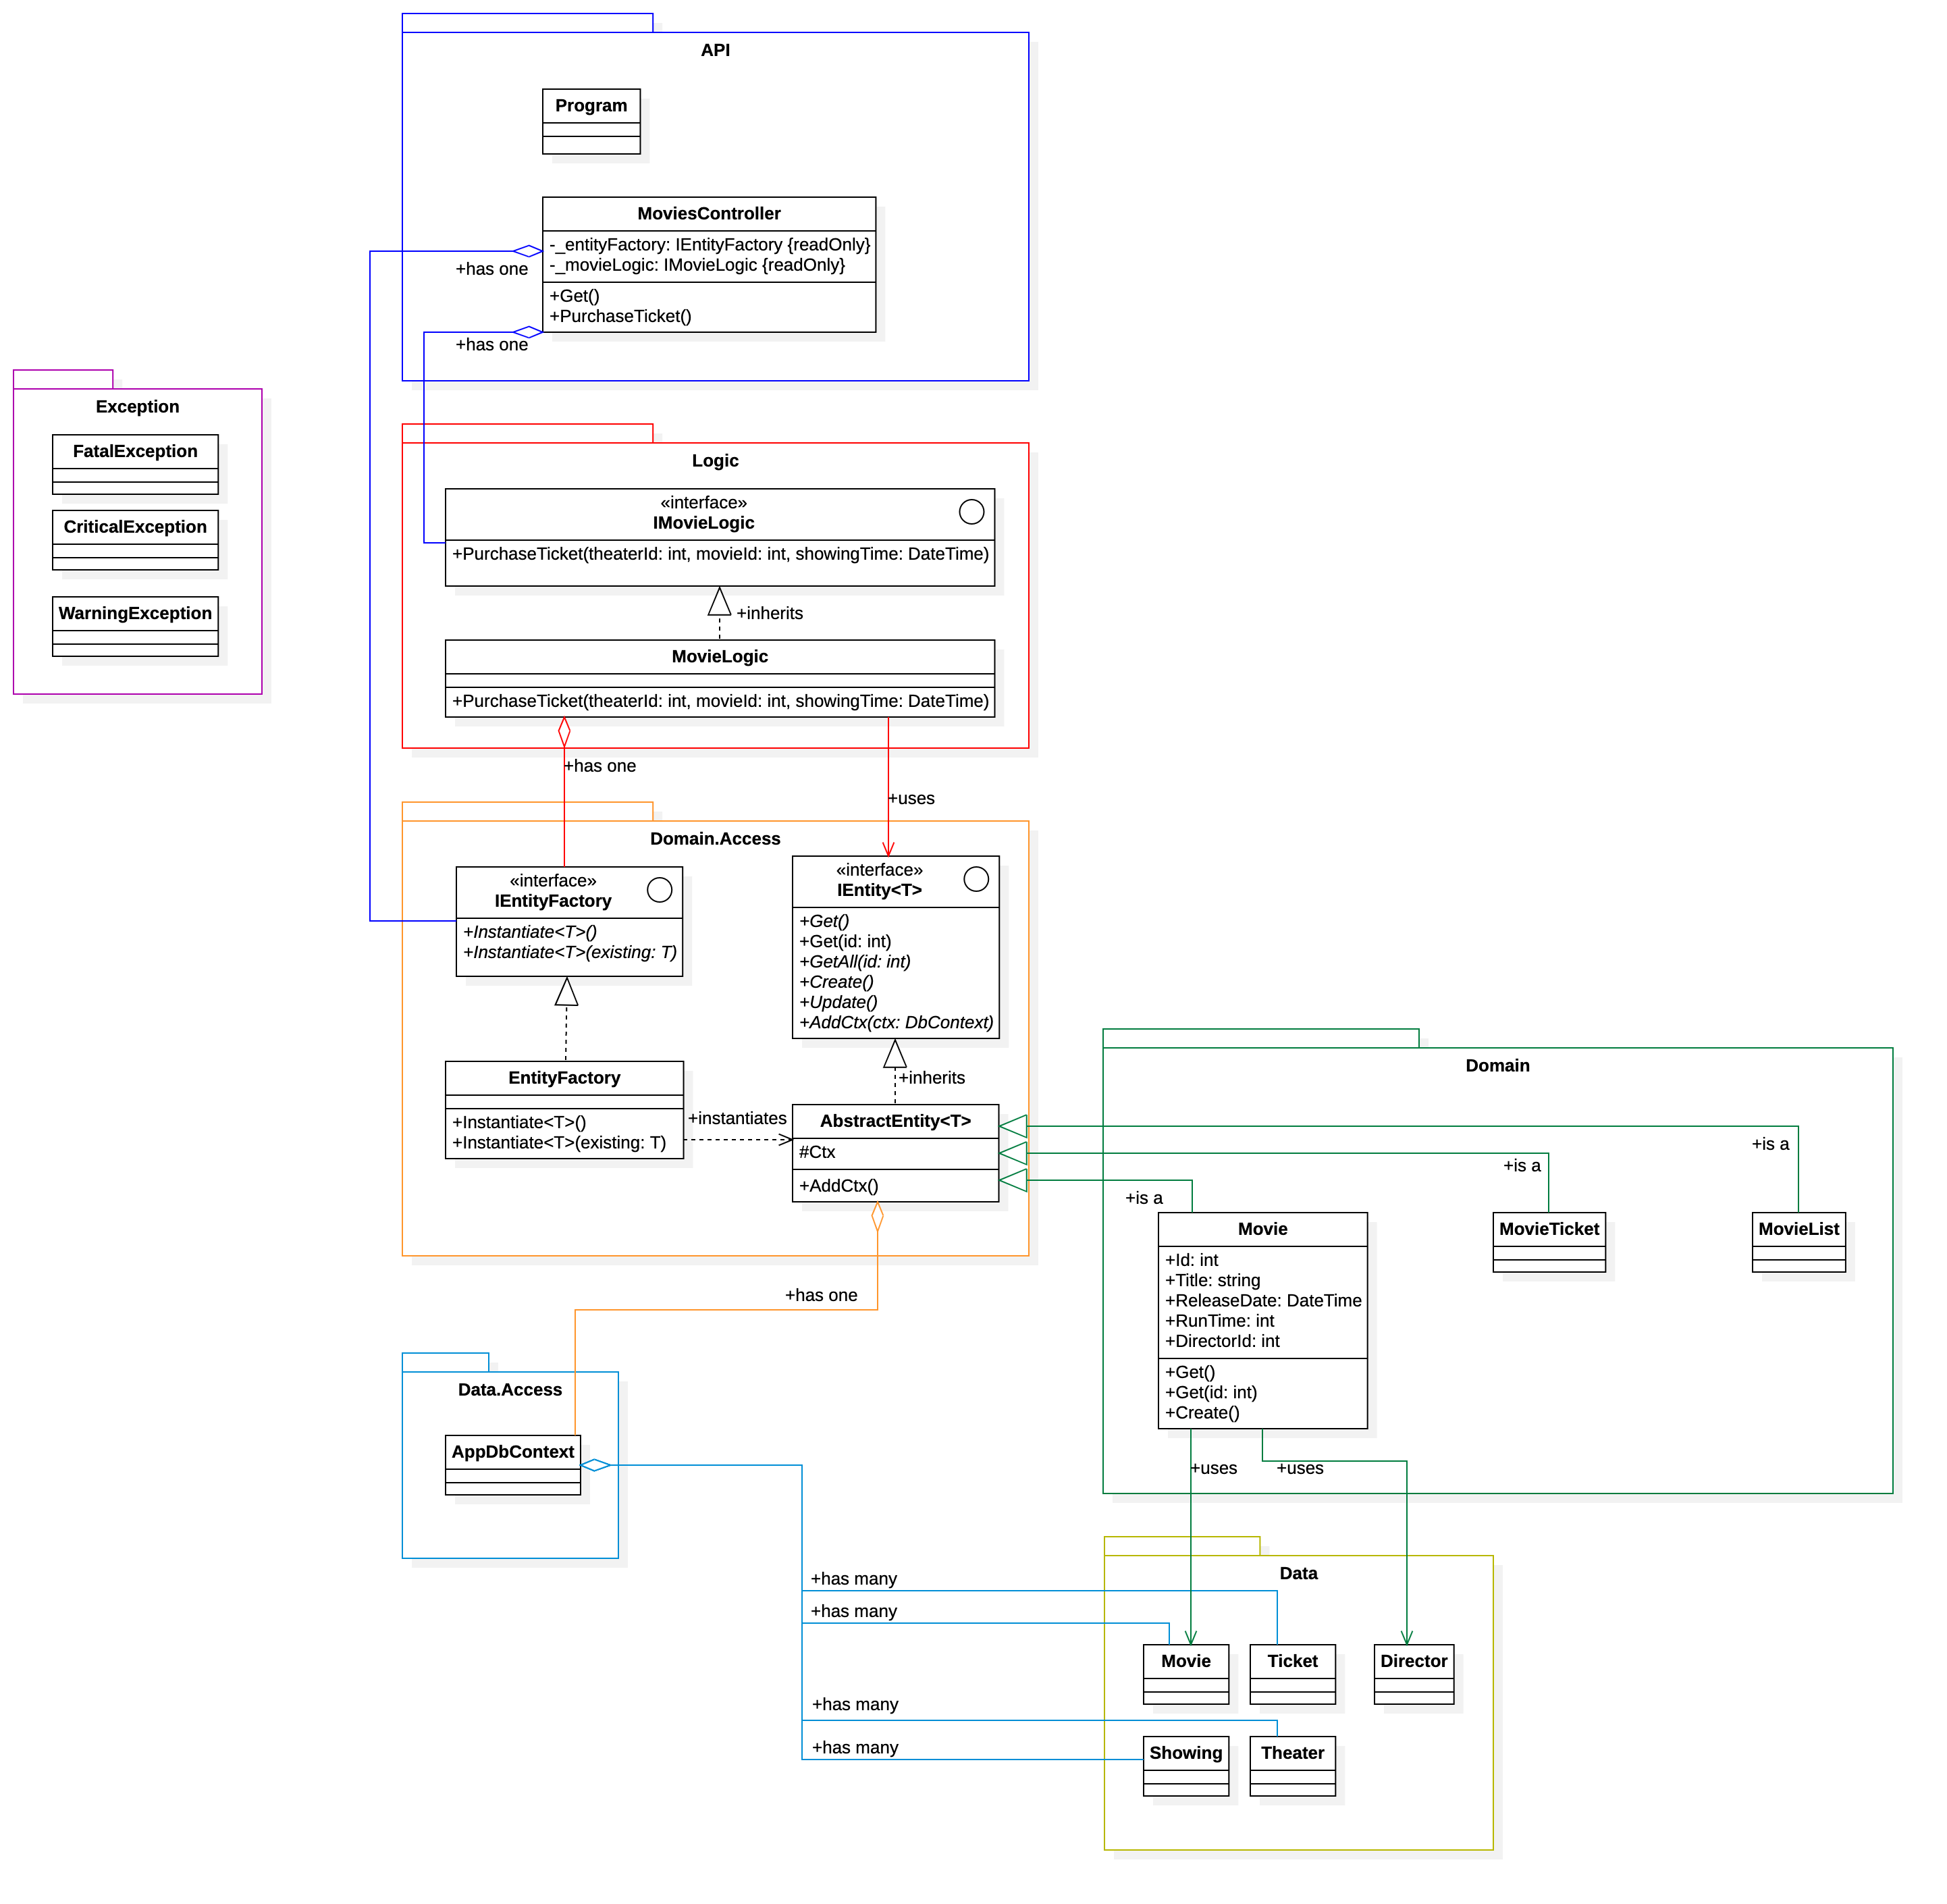 API
Program
MoviesController
-_entityFactory: IEntityFactory {readOnly}
-_movieLogic: IMovieLogic {readOnly}
+Get()
+PurchaseTicket()
+has one
+has one
Exception
FatalException
CriticalException
WarningException
Logic
«interface»
IMovieLogic
+PurchaseTicket(theaterId: int, movieId: int, showingTime: DateTime)
+inherits
MovieLogic
+PurchaseTicket(theaterId: int, movieId: int, showingTime: DateTime)
+has one
+uses
Domain.Access
«interface»
IEntityFactory
+Instantiate<T>()
+Instantiate<T>(existing: T)
«interface»
IEntity<T>
+Get()
+Get(id: int)
+GetAll(id: int)
+Create()
+Update()
+AddCtx(ctx: DbContext)
+inherits
EntityFactory
+Instantiate<T>()
+Instantiate<T>(existing: T)
+instantiates
AbstractEntity<T>
#Ctx
+AddCtx()
+has one
Domain
+is a
+is a
+is a
Movie
+Id: int
+Title: string
+ReleaseDate: DateTime
+RunTime: int
+DirectorId: int
+Get()
+Get(id: int)
+Create()
MovieTicket
MovieList
+uses
+uses
Data.Access
AppDbContext
+has many
+has many
+has many
+has many
Data
Movie
Ticket
Director
Showing
Theater